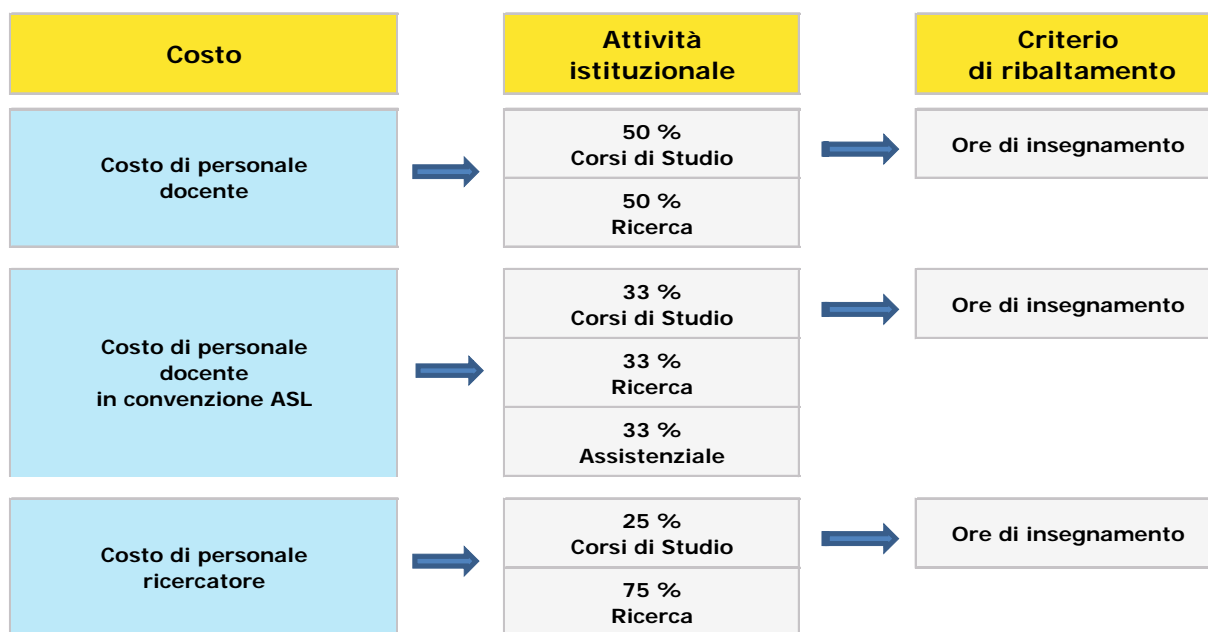 Costo
Attività
istituzionale
Criterio
di ribaltamento
Costo di personale
docente
50 %
Corsi di Studio
50 %
Ricerca
Ore di insegnamento
Costo di personale
docente
in convenzione ASL
33 %
Corsi di Studio
33 %
Ricerca
33 %
Assistenziale
Ore di insegnamento
Costo di personale
ricercatore
25 %
Corsi di Studio
75 %
Ricerca
Ore di insegnamento